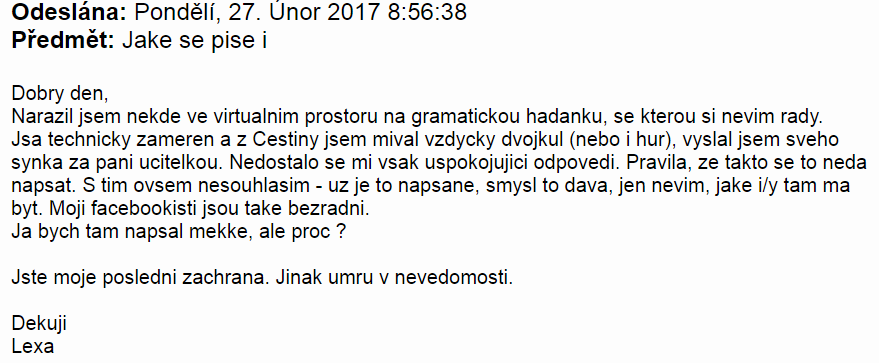 Odeslána: Pondělí, 27. Únor 2017 8:56:38
Předmět: Jake se pise i
Dobry den,
Narazil jsem nekde ve virtualnim prostoru na gramatickou hadanku, se kterou si nevim rady.
Jsa technicky zameren a z Cestiny jsem mival vzdycky dvojkul (nebo i hur), vyslal jsem sveho
synka za pani ucitelkou. Nedostalo se mi vsak uspokojujici odpovedi. Pravila, ze takto se to neda
napsat. S tim ovsem nesouhlasim - uz je to napsane, smysl to dava, jen nevim, jake i/y tam ma
byt. Moji facebookisti jsou take bezradni.
Ja bych tam napsal mekke, ale proc ?
Jste moje posledni zachrana. Jinak umru v nevedomosti.
Dekuji
Lexa